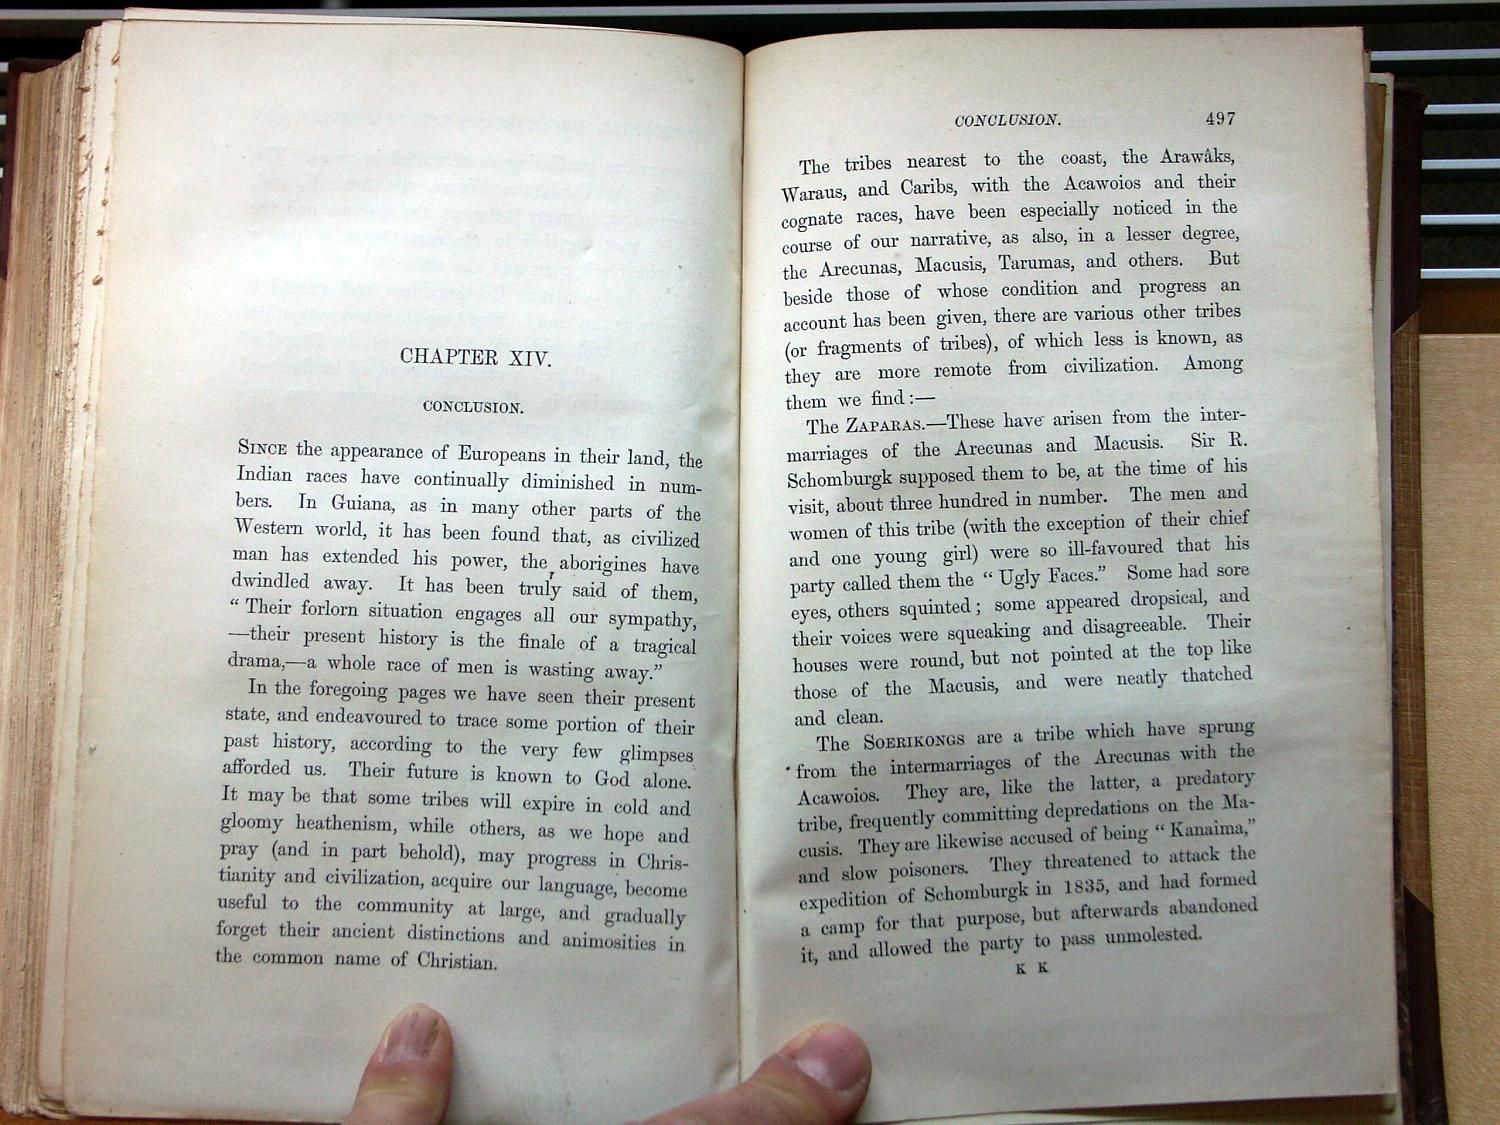 CHAPTER XIV.
CONCLUSION.
SINCE the appearance of Europeans in their land, the
Indian races have continually diminished in num-
bers. In Guiana, as in many other parts of the
Western world, it has been found that, as civilized
man has extended his power, the aborigines have
dwindled away. It has been truly said of them,
“ Their forlorn situation engages all our sympathy,
—their present history is the finale of a tragical
drama,—a whole race of men is wasting away.”
In the foregoing pages we have seen their present
state, and endeavoured to trace some portion of their
past history, according to the very few glimpses
afforded us. Their future is known to God alone.
It may be that some tribes will expire in cold and
gloomy heathenism, while others, as we hope and
pray (and in part behold), may progress in Chris-
tianity and civilization, acquire our language, become
useful to the community at large, and gradually
forget their ancient distinctions and animosities in
the common name of Christian.
CONCLUSION. 497
The tribes nearest to the coast, the Arawâks,
Waraus, and Caribs, with the Acawoios and their
cognate races, have been especially noticed in the
course of our narrative, as also, in a lesser degree,
the Arecunas, Macusis, Tarumas, and others. But
beside those of whose condition and progress an
account has been given, there are various other tribes
(or fragments of tribes), of which less is known, as
they are more remote from civilization. Among
them we find :—
The ZAPARAS.—These have arisen from the inter-
marriages of the Arecunas and Macusis. Sir R.
Schomburgk supposed them to be, at the time of his
visit, about three hundred in number. The men and
women of this tribe (with the exception of their chief
and one young girl) were so ill-favoured that his
party called them the “ Ugly Faces.” Some had sore
eyes, others squinted ; some appeared dropsical, and
their voices were squeaking and disagreeable. Their
houses were round, but not pointed at the top like
those of the Macusis, and were neatly thatched
and clean.
The SOERIKONGS are a tribe which have sprung
from the intermarriages of the Arecunas with the
Acawoios. They are, like the latter, a predatory
tribe, frequently committing depredations on the Ma-
cusis. They are likewise accused of being “ Kanaima,”
and slow poisoners. They threatened to attack the
expedition of Schomburgk in 1835, and had formed
a camp for that purpose, but afterwards abandoned
it, and allowed the party to pass unmolested.
K K